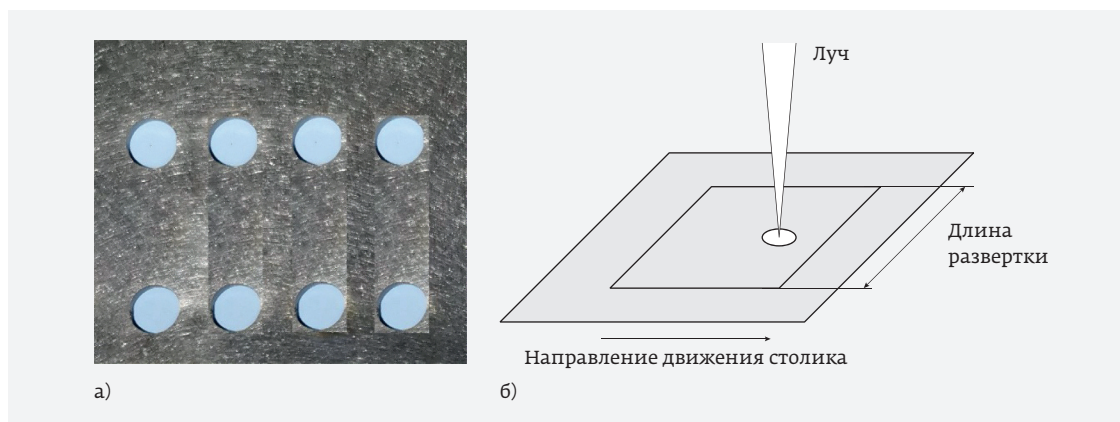 Луч
Длина
развертки
Направление движения столика
а)
б)